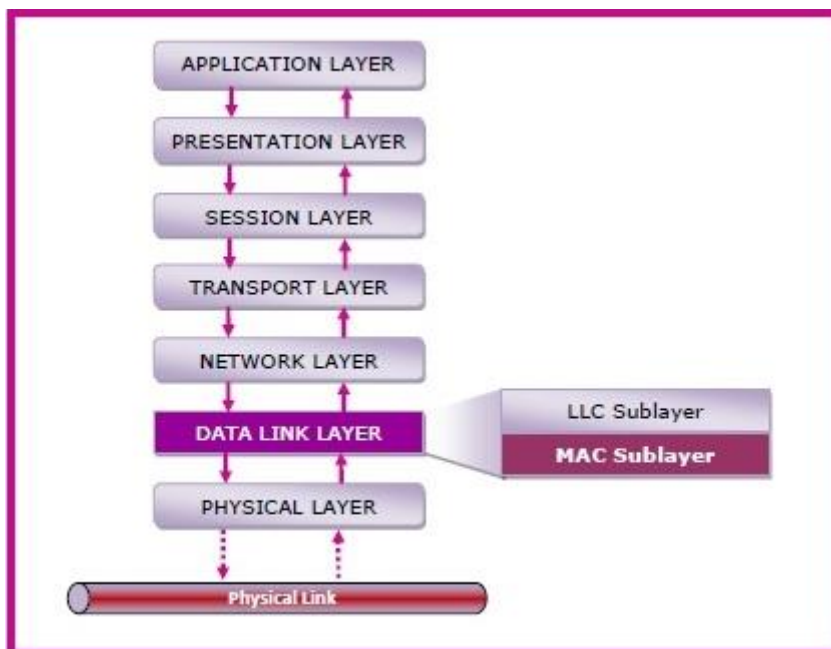 APPLICATION LAYER
PRESENTATION LAYER
SESSION LAYER
TRANSPORT LAYER
NETWORK LAYER
DATA LINK LAYER
LLC Sublayer
MAC Sublayer
PHYSICAL LAYER
Physical Link